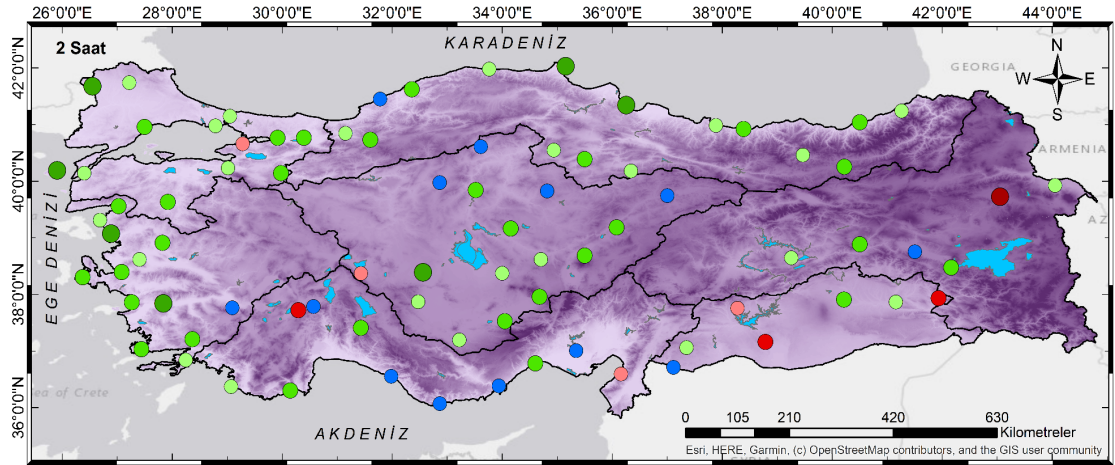 26°0'0"E 28°0'0"E 30°0'0"E 32°0'0"E 34°0'0"E 36°0'0"E 38°0'0"E 40°0'0"E 42°0'0"E 44°0'0"E
2 Saat
KARADENİZ
GEORGIA
N
W E
S
42°0'0"N
40°0'0"N
38°0'0"N
36°0'0"N
ARMENIA
AZ
EGE DENİZİ
Sea of Crete
AKDENİZ
0 105 210 420 630
Kilometreler
Esri, HERE, Garmin, (c) OpenStreetMap contributors, and the GIS user community
SYRIA